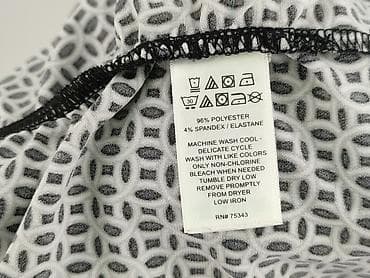 30
96% POLYESTER
4% SPANDEX / ELASTANE
MACHINE WASH COOL -
DELICATE CYCLE
WASH WITH LIKE COLORS
ONLY NON-CHLORINE
BLEACH WHEN NEEDED
TUMBLE DRY LOW
REMOVE PROMPTLY
FROM DRYER
LOW IRON
RN# 75343